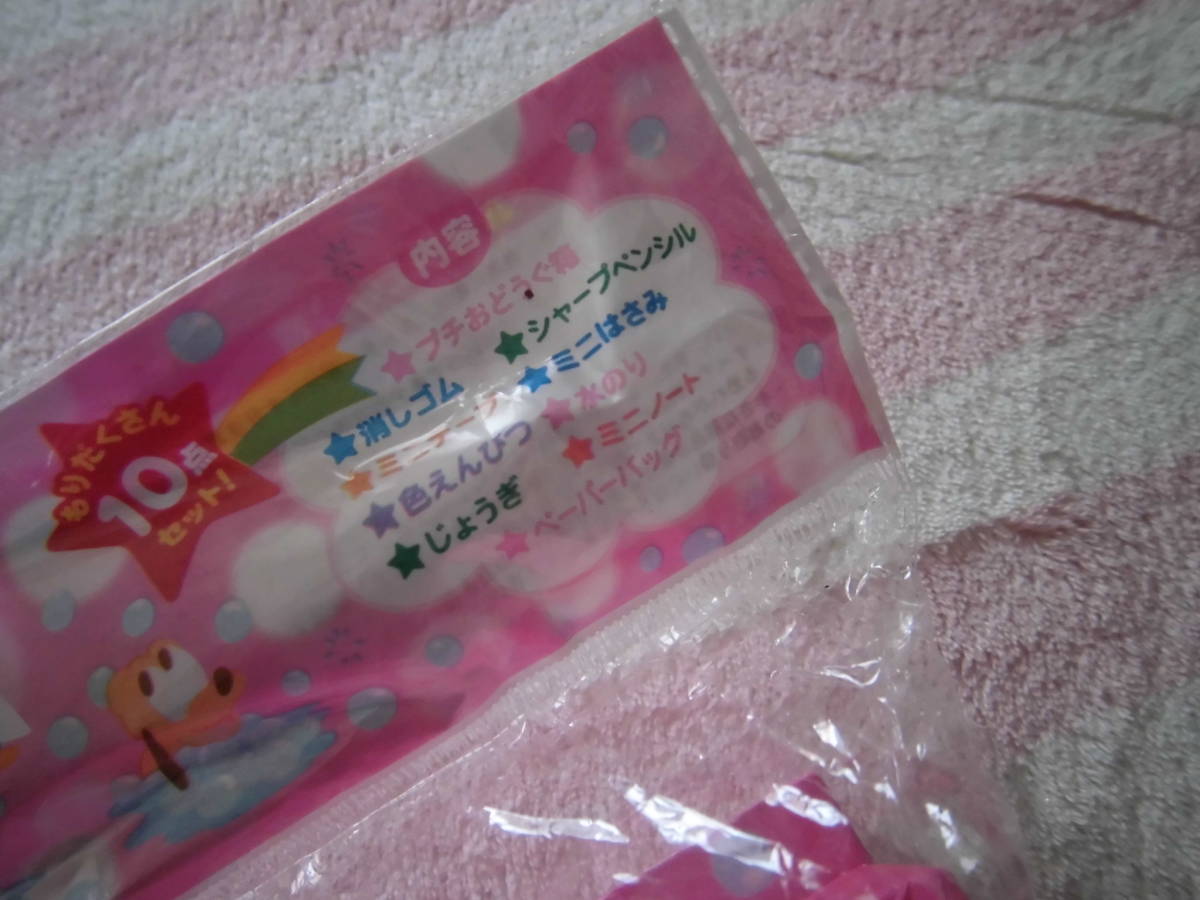 もりだくさん
10点
セット!
内容
★プチおどうぐ箱
★消しゴム ★シャープペンシル
★ミニテープ ★ミニはさみ
★色えんぴつ ★水のり
★じょうぎ ★ミニノート
★ペーパーバッグ